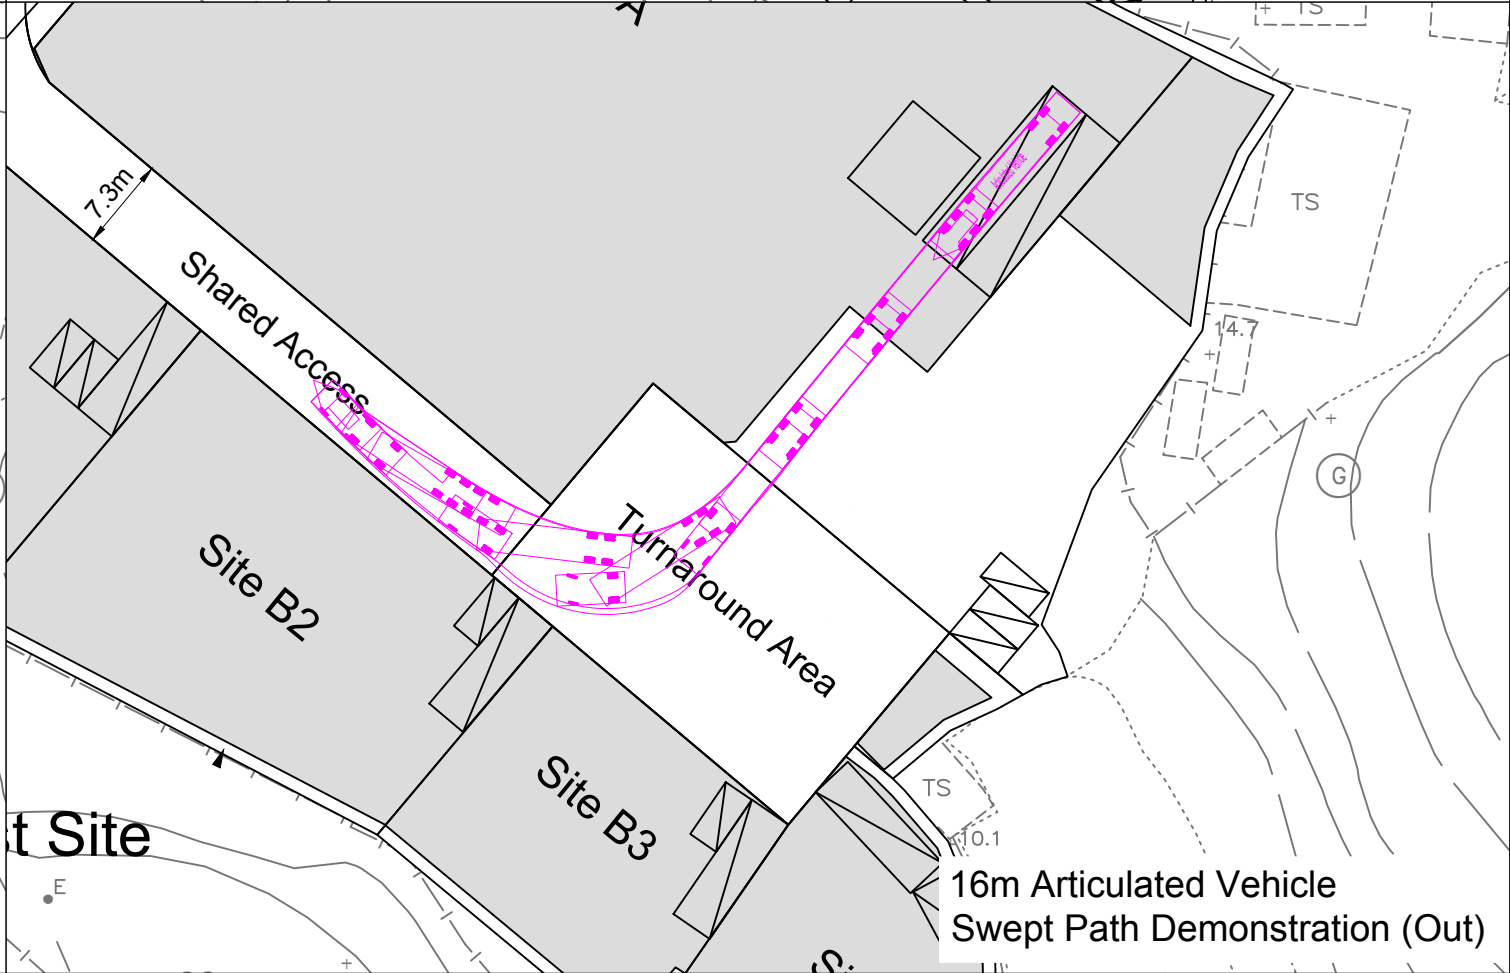 A
TS
7.3m
TS
Shared Access
14.7
G
Turnaround Area
Site B2
TS
Site B3
10.1
t Site
E
16m Articulated Vehicle
Swept Path Demonstration (Out)